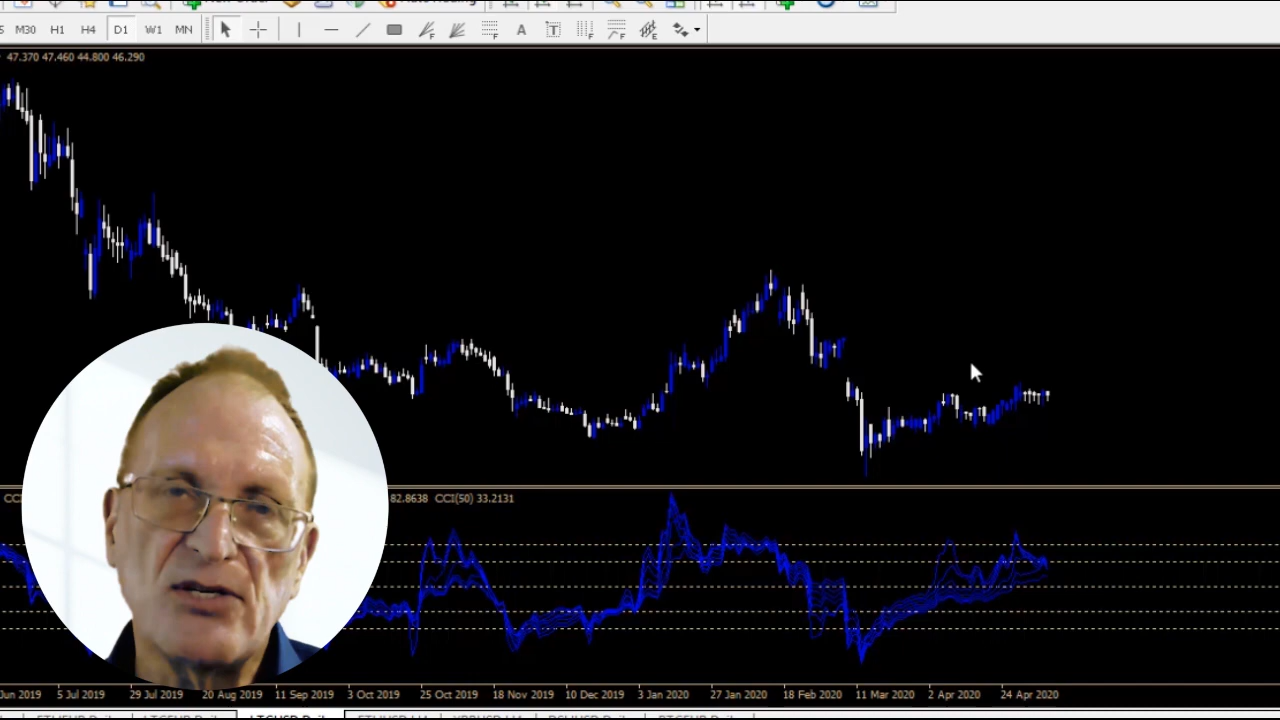 M30 H1 H4 D1 W1 MN
47.370 47.460 44.800 46.290
82.8638 CCI(50) 33.2131
Jun 2019 5 Jul 2019 29 Jul 2019 20 Aug 2019 11 Sep 2019 3 Oct 2019 25 Oct 2019 18 Nov 2019 10 Dec 2019 3 Jan 2020 27 Jan 2020 18 Feb 2020 11 Mar 2020 2 Apr 2020 24 Apr 2020